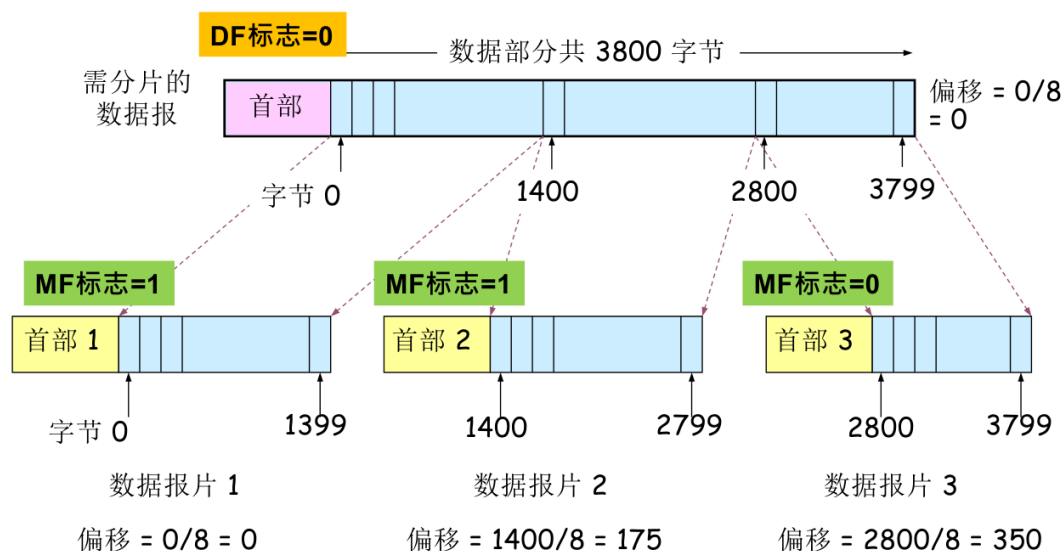 DF标志=0
数据部分共 3800 字节
需分片的
数据报
首部
偏移 = 0/8
= 0
字节 0
1400
2800
3799
MF标志=1
MF标志=1
MF标志=0
首部 1
首部 2
首部 3
字节 0
1399
1400
2799
2800
3799
数据报片 1
数据报片 2
数据报片 3
偏移 = 0/8 = 0
偏移 = 1400/8 = 175
偏移 = 2800/8 = 350